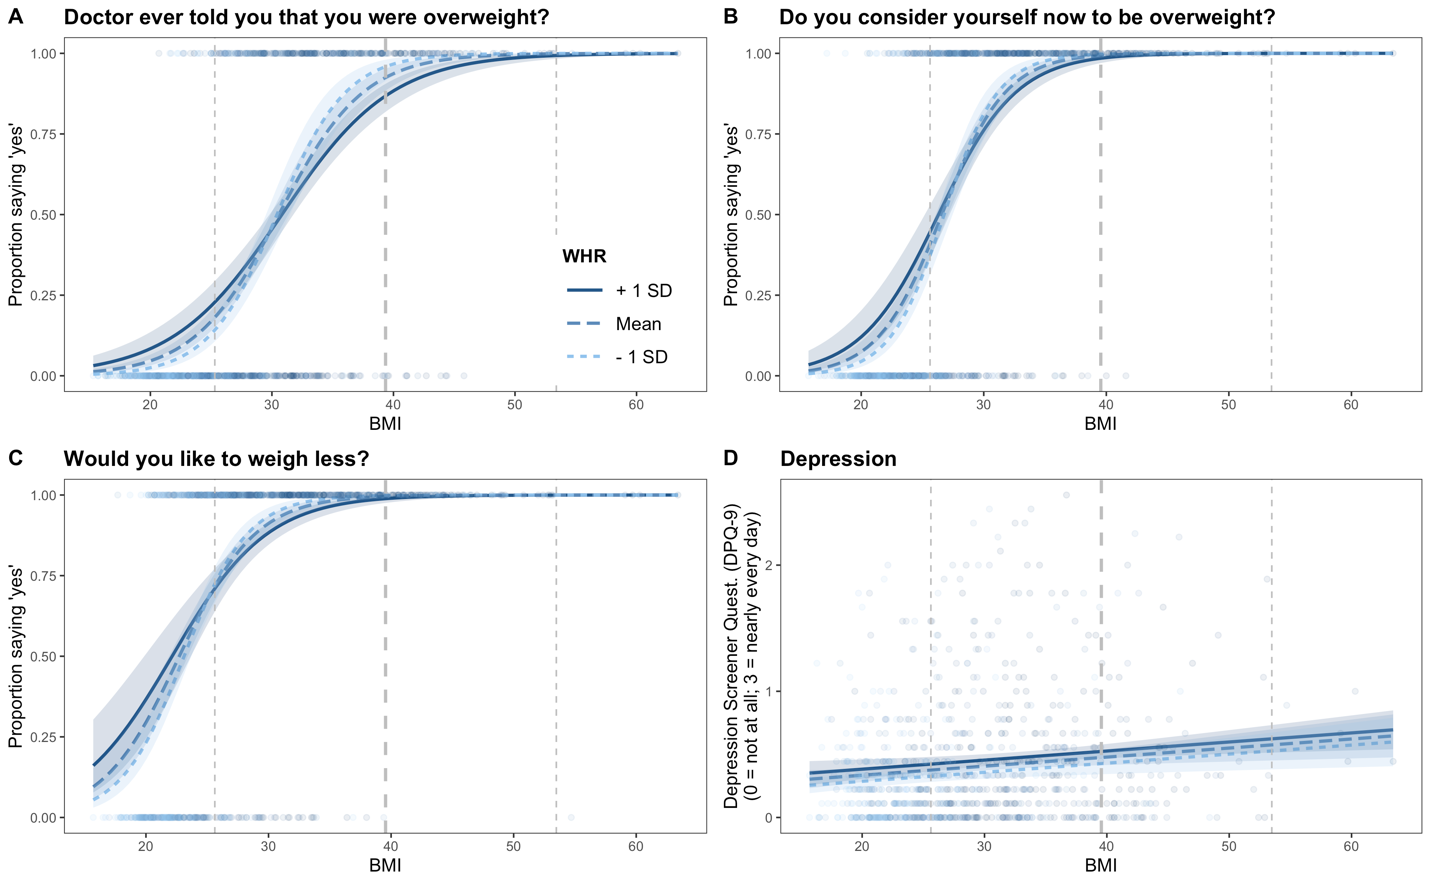 A Doctor ever told you that you were overweight?
Proportion saying 'yes'
1.00
0.75
0.50
0.25
0.00
WHR
+ 1 SD
Mean
- 1 SD
20 30 40 50 60
BMI
B Do you consider yourself now to be overweight?
Proportion saying 'yes'
1.00
0.75
0.50
0.25
0.00
20 30 40 50 60
BMI
C Would you like to weigh less?
Proportion saying 'yes'
1.00
0.75
0.50
0.25
0.00
20 30 40 50 60
BMI
D Depression
Depression Screener Quest. (DPQ-9)
(0 = not at all; 3 = nearly every day)
2
1
0
20 30 40 50 60
BMI